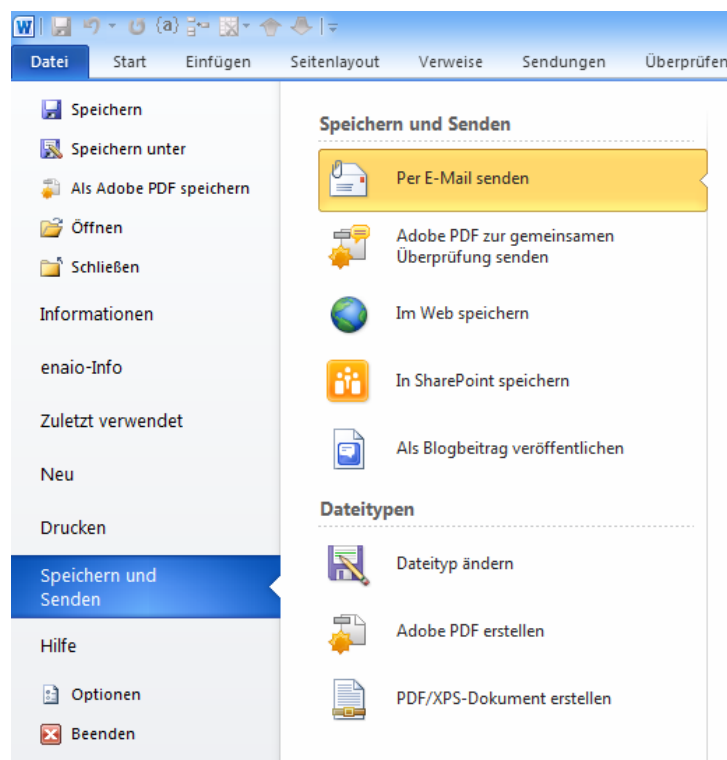 W
{a}
Datei Start Einfügen Seitenlayout Verweise Sendungen Überprüfen
Speichern
Speichern unter
Als Adobe PDF speichern
Öffnen
Schließen
Informationen
enaio-Info
Zuletzt verwendet
Neu
Drucken
Speichern und
Senden
Hilfe
Optionen
Beenden
Speichern und Senden
Per E-Mail senden
Adobe PDF zur gemeinsamen
Überprüfung senden
Im Web speichern
In SharePoint speichern
Als Blogbeitrag veröffentlichen
Dateitypen
Dateityp ändern
Adobe PDF erstellen
PDF/XPS-Dokument erstellen